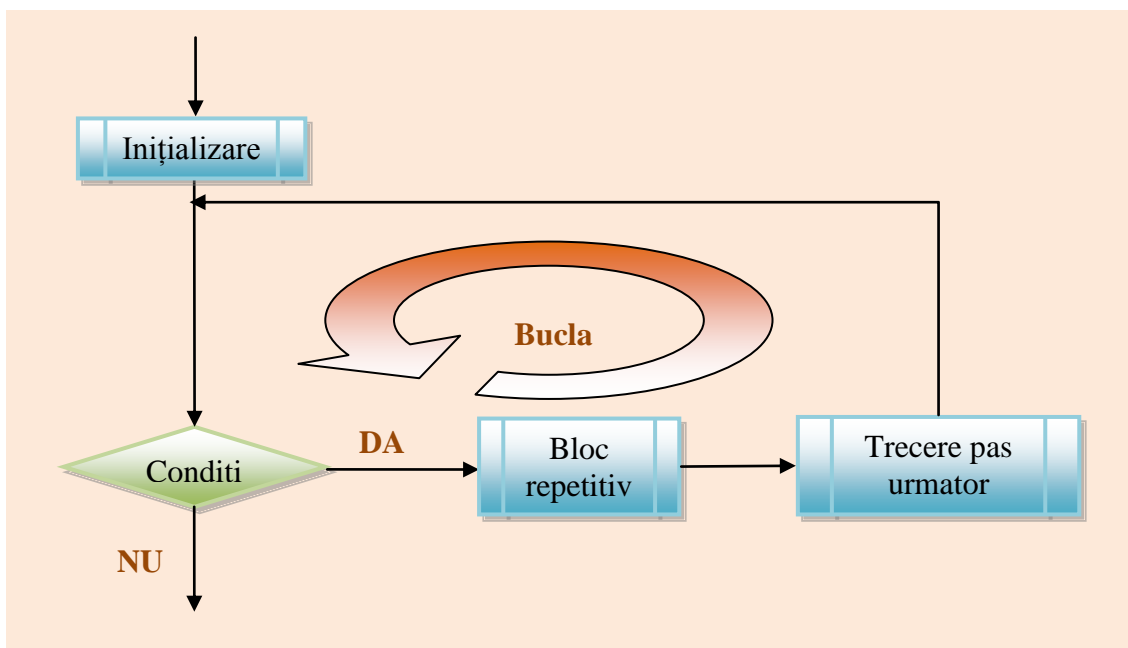 Inițializare
Bucla
DA
Conditi
Bloc
repetitiv
Trecere pas
urmator
NU